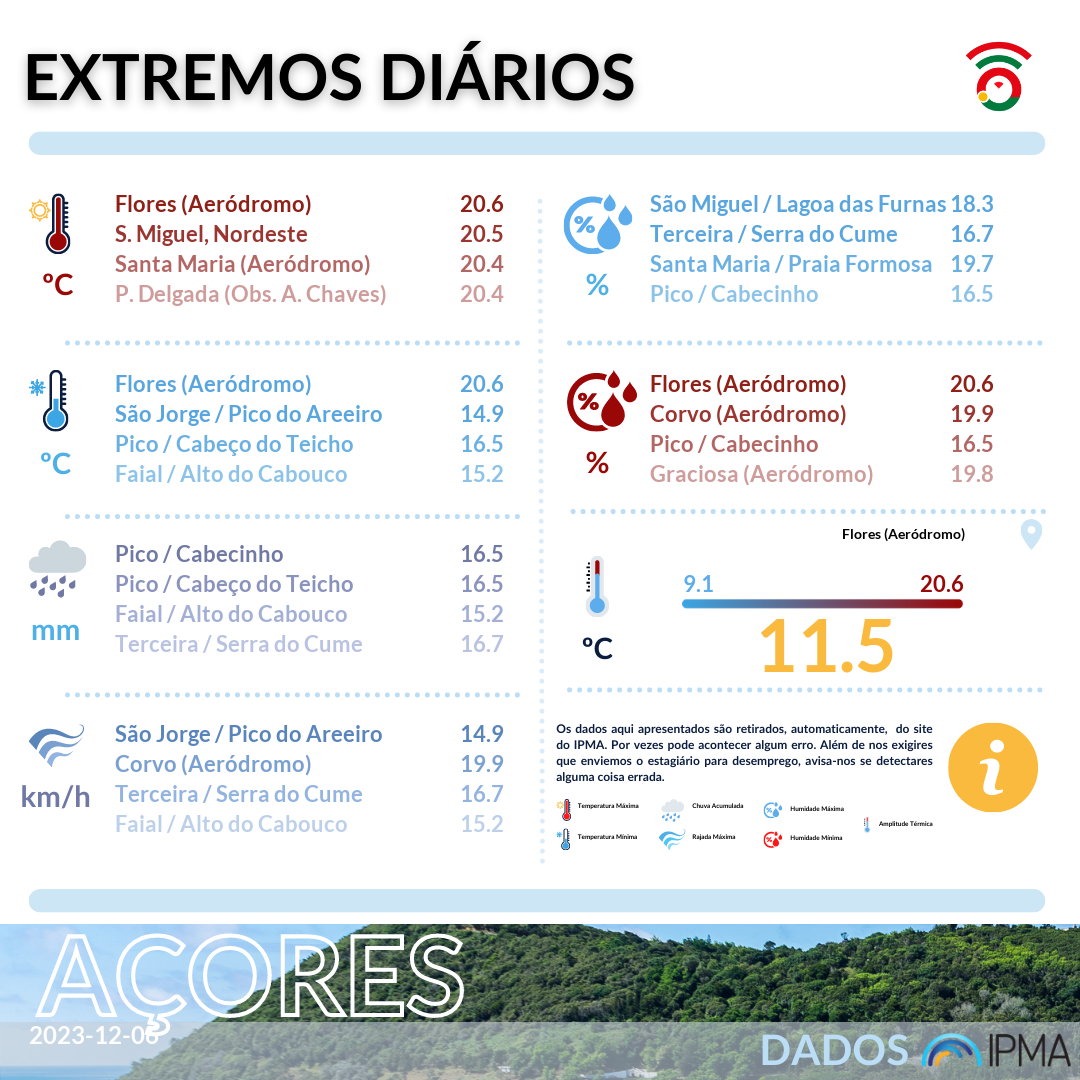 EXTREMOS DIÁRIOS
Flores (Aeródromo) 20.6
S. Miguel, Nordeste 20.5
Santa Maria (Aeródromo) 20.4
P. Delgada (Obs. A. Chaves) 20.4
ºC
Flores (Aeródromo) 20.6
São Jorge / Pico do Areeiro 14.9
Pico / Cabeço do Teicho 16.5
Faial / Alto do Cabouco 15.2
ºC
Pico / Cabecinho 16.5
Pico / Cabeço do Teicho 16.5
Faial / Alto do Cabouco 15.2
Terceira / Serra do Cume 16.7
mm
São Jorge / Pico do Areeiro 14.9
Corvo (Aeródromo) 19.9
Terceira / Serra do Cume 16.7
Faial / Alto do Cabouco 15.2
km/h
%
São Miguel / Lagoa das Furnas 18.3
Terceira / Serra do Cume 16.7
Santa Maria / Praia Formosa 19.7
Pico / Cabecinho 16.5
%
%
Flores (Aeródromo) 20.6
Corvo (Aeródromo) 19.9
Pico / Cabecinho 16.5
Graciosa (Aeródromo) 19.8
%
Flores (Aeródromo)
9.1 20.6
11.5
ºC
Os dados aqui apresentados são retirados, automaticamente, do site
do IPMA. Por vezes pode acontecer algum erro. Além de nos exigires
que enviemos o estagiário para desemprego, avisa-nos se detectares
alguma coisa errada.
i
Temperatura Máxima
Chuva Acumulada
Humidade Máxima
Amplitude Térmica
Temperatura Mínima
Rajada Máxima
Humidade Mínima
AÇORES
2023-12-06
DADOS IPMA